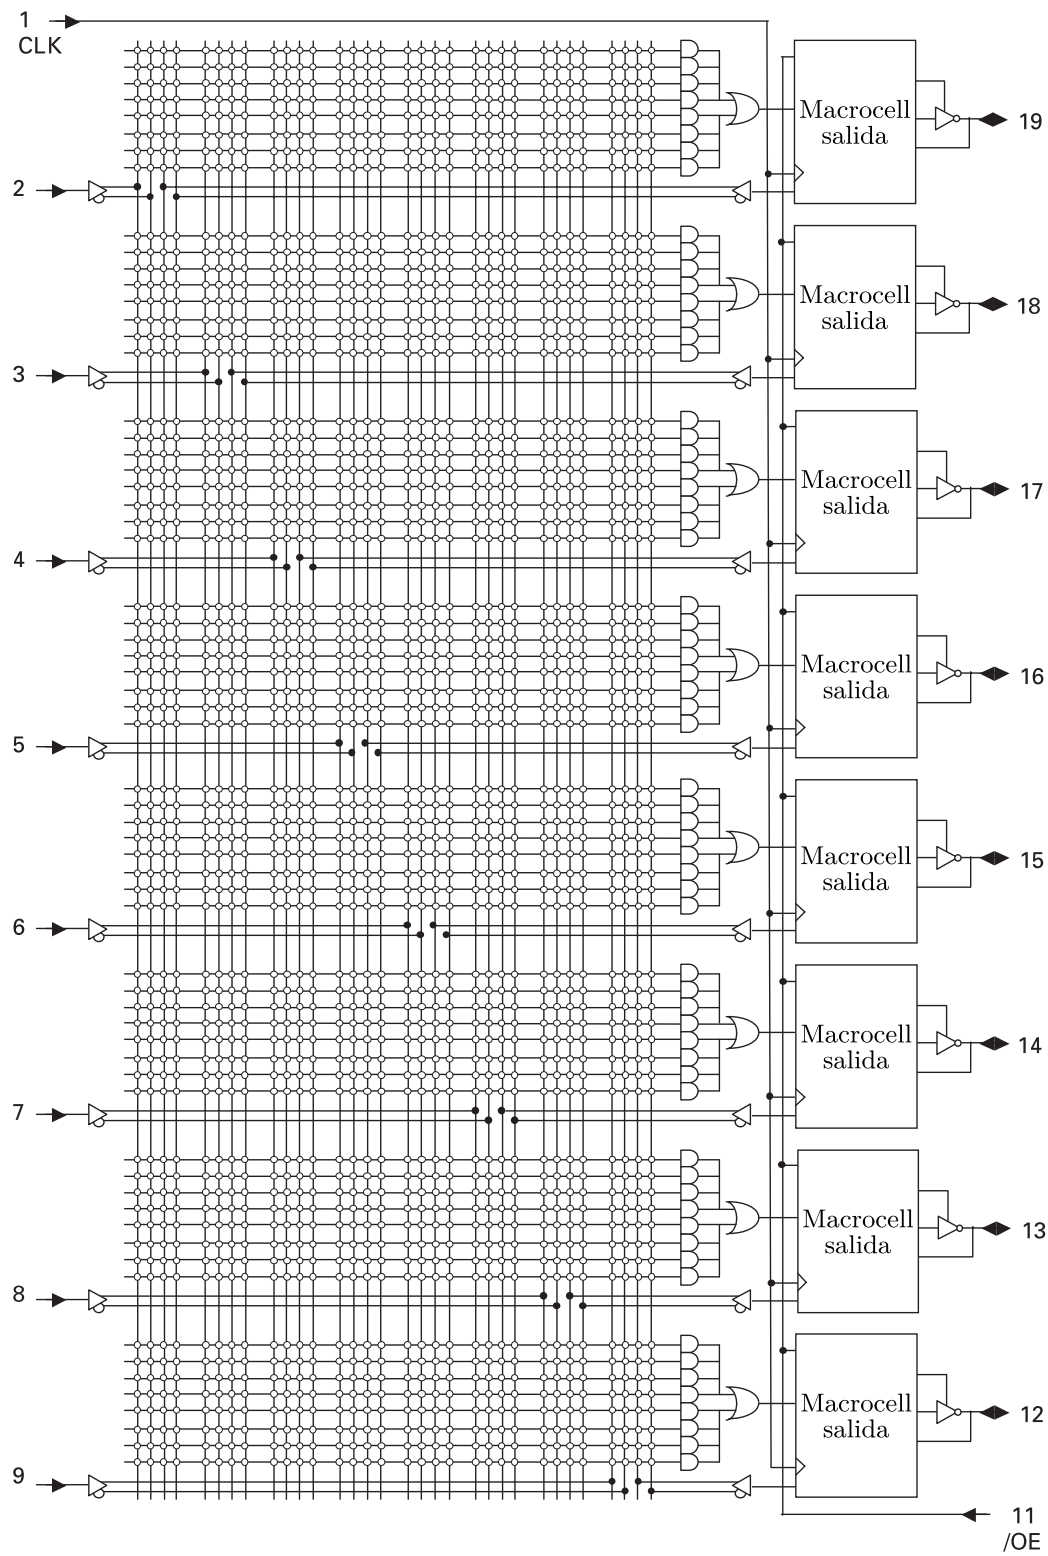 1
CLK
Macrocell
salida
19
2
Macrocell
salida
18
3
Macrocell
salida
17
4
Macrocell
salida
16
5
Macrocell
salida
15
6
Macrocell
salida
14
7
Macrocell
salida
13
8
Macrocell
salida
12
9
11
/OE